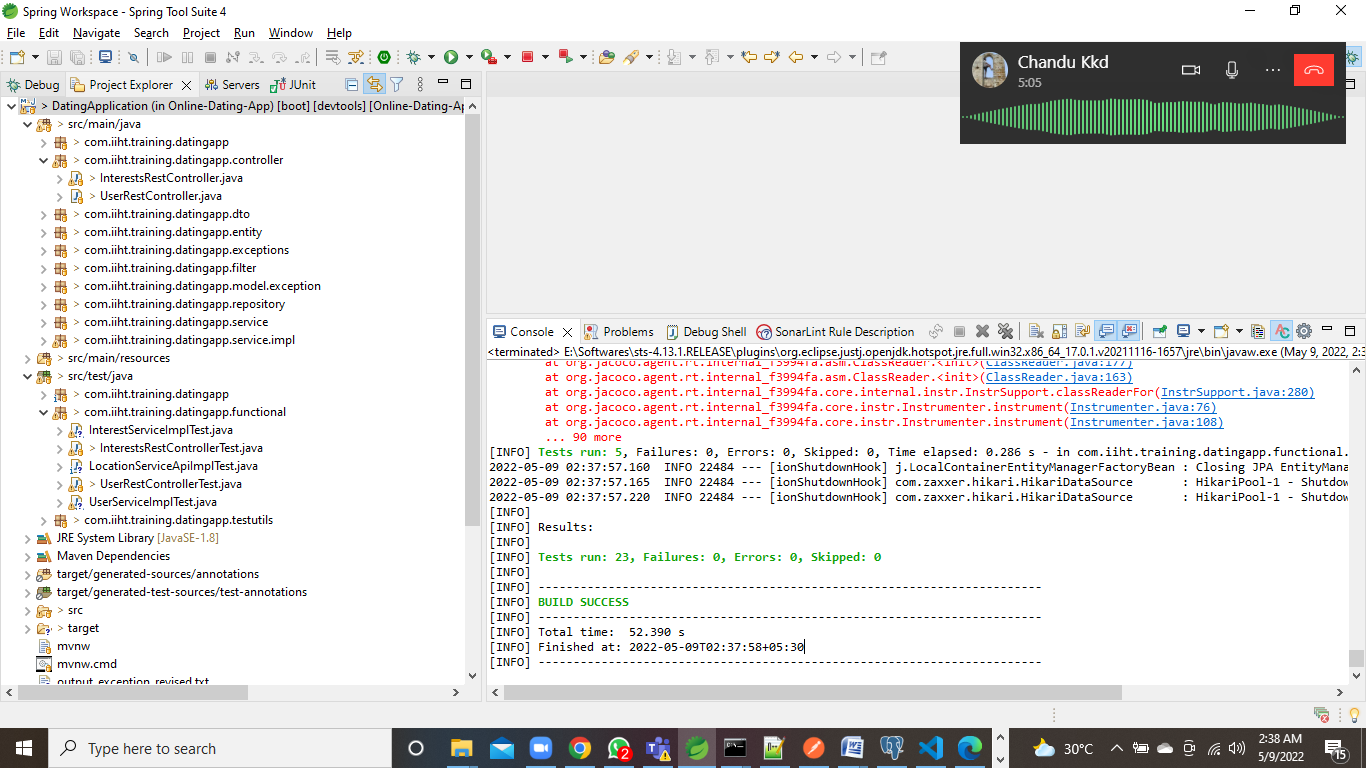 Spring Workspace - Spring Tool Suite 4
File Edit Navigate Search Project Run Window Help
Chandu Kkd
5:05
Debug Project Explorer Servers JUnit
> DatingApplication (in Online-Dating-App) [boot] [devtools] [Online-Dating-Ap
> src/main/java
> com.iiht.training.datingapp
> com.iiht.training.datingapp.controller
> InterestsRestController.java
> UserRestController.java
> com.iiht.training.datingapp.dto
> com.iiht.training.datingapp.entity
> com.iiht.training.datingapp.exceptions
> com.iiht.training.datingapp.filter
> com.iiht.training.datingapp.model.exception
> com.iiht.training.datingapp.repository
> com.iiht.training.datingapp.service
> com.iiht.training.datingapp.service.impl
> src/main/resources
> src/test/java
> com.iiht.training.datingapp
> com.iiht.training.datingapp.functional
InterestServiceImplTest.java
> InterestsRestControllerTest.java
LocationServiceApiImplTest.java
> UserRestControllerTest.java
UserServiceImplTest.java
> com.iiht.training.datingapp.testutils
JRE System Library [JavaSE-1.8]
Maven Dependencies
target/generated-sources/annotations
target/generated-test-sources/test-annotations
> src
> target
mvnw
mvnw.cmd
output_exception_revised.txt
Console Problems Debug Shell SonarLint Rule Description
<terminated> E:\Softwares\sts-4.13.1.RELEASE\plugins\org.eclipse.justj.openjdk.hotspot.jre.full.win32.x86_64_17.0.1.v20211116-1657\jre\bin\javaw.exe (May 9, 2022, 2:3
at org.jacoco.agent.rt.internal_f3994fa.asm.ClassReader.<init>(ClassReader.java:177)
at org.jacoco.agent.rt.internal_f3994fa.asm.ClassReader.<init>(ClassReader.java:163)
at org.jacoco.agent.rt.internal_f3994fa.core.internal.instr.InstrSupport.classReaderFor(InstrSupport.java:280)
at org.jacoco.agent.rt.internal_f3994fa.core.instr.Instrumenter.instrument(Instrumenter.java:76)
at org.jacoco.agent.rt.internal_f3994fa.core.instr.Instrumenter.instrument(Instrumenter.java:108)
... 90 more
[INFO] Tests run: 5, Failures: 0, Errors: 0, Skipped: 0, Time elapsed: 0.286 s - in com.iiht.training.datingapp.functional.
2022-05-09 02:37:57.160 INFO 22484 --- [ionShutdownHook] j.LocalContainerEntityManagerFactoryBean : Closing JPA EntityMana
2022-05-09 02:37:57.165 INFO 22484 --- [ionShutdownHook] com.zaxxer.hikari.HikariDataSource : HikariPool-1 - Shutdow
2022-05-09 02:37:57.220 INFO 22484 --- [ionShutdownHook] com.zaxxer.hikari.HikariDataSource : HikariPool-1 - Shutdow
[INFO]
[INFO] Results:
[INFO]
[INFO] Tests run: 23, Failures: 0, Errors: 0, Skipped: 0
[INFO]
[INFO] ------------------------------------------------------------------------
[INFO] BUILD SUCCESS
[INFO] ------------------------------------------------------------------------
[INFO] Total time: 52.390 s
[INFO] Finished at: 2022-05-09T02:37:58+05:30
[INFO] ------------------------------------------------------------------------
Type here to search
2
30°C
2:38 AM
5/9/2022
15